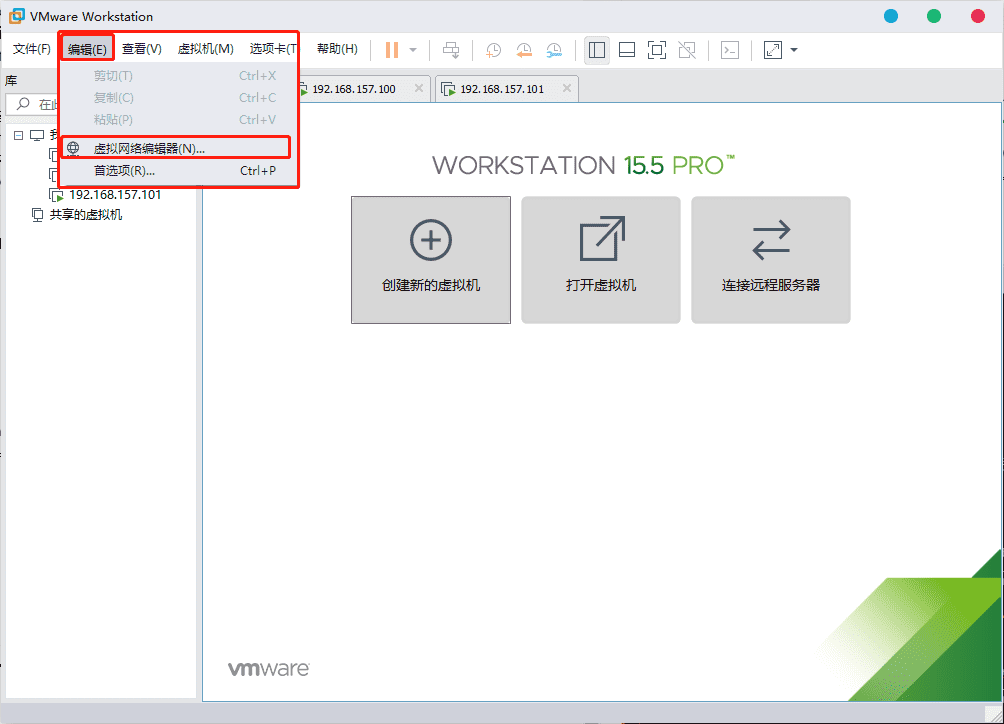 VMware Workstation
文件(F) 编辑(E) 查看(V) 虚拟机(M) 选项卡(T 帮助(H)
库
剪切(T) Ctrl+X
192.168.157.100
192.168.157.101
复制(C) Ctrl+C
粘贴(P) Ctrl+V
虚拟网络编辑器(N)...
首选项(R)... Ctrl+P
192.168.157.101
共享的虚拟机
WORKSTATION 15.5 PRO™
创建新的虚拟机
打开虚拟机
连接远程服务器
vmware